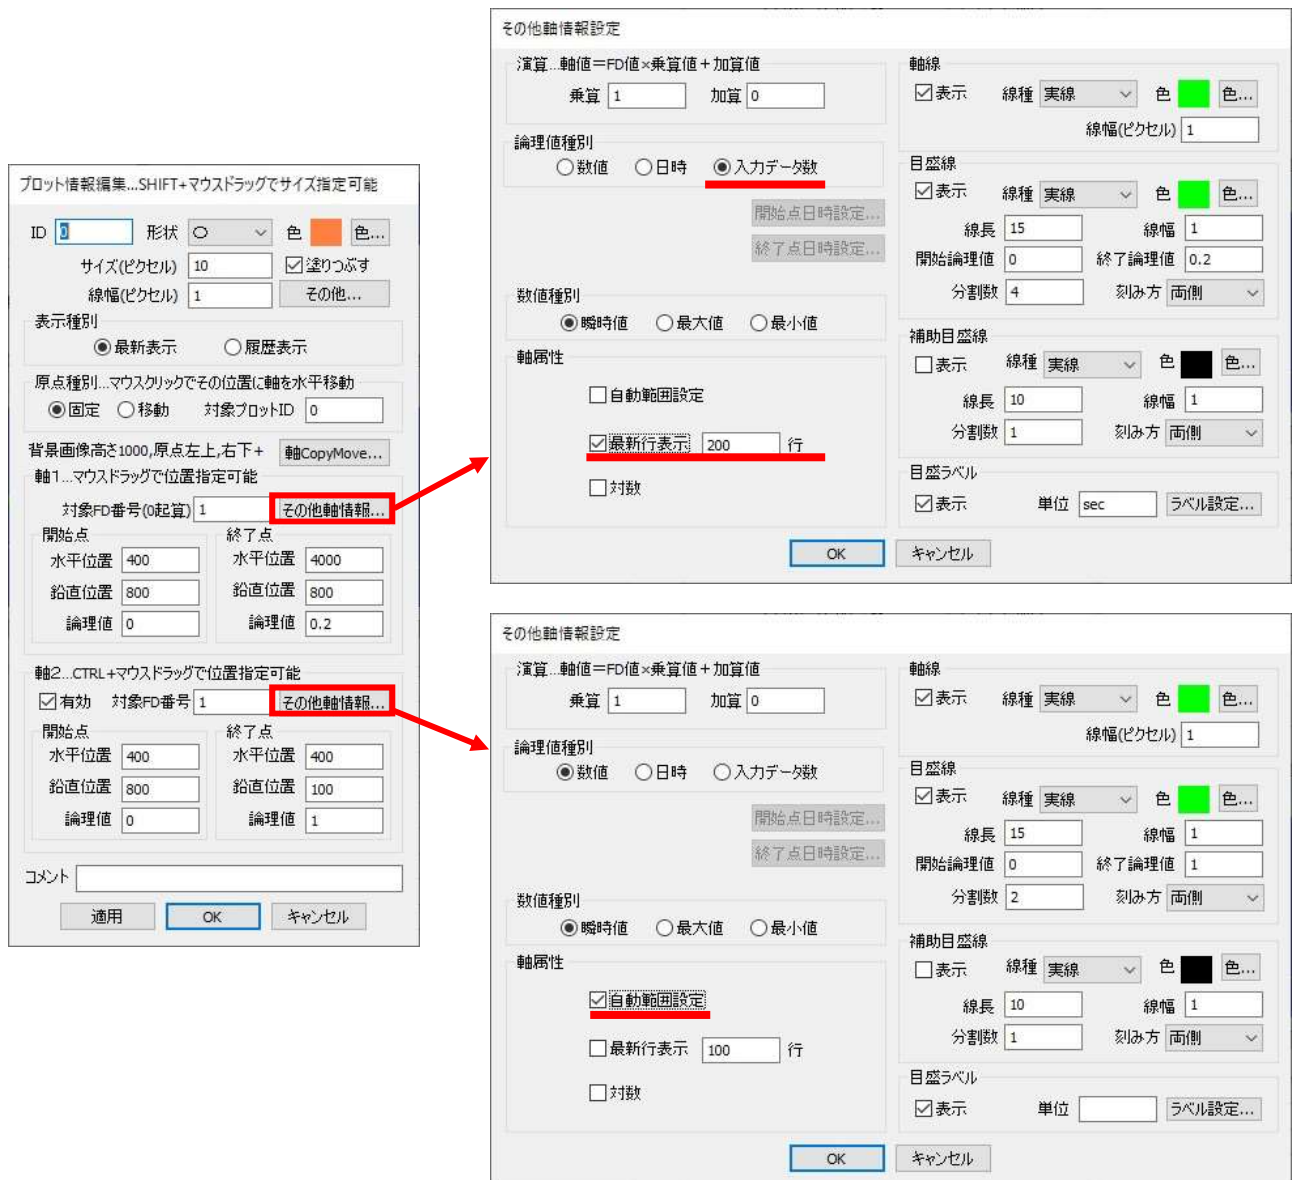 プロット情報編集...SHIFT+マウスドラッグでサイズ指定可能
ID 0 形状 ○ 色 色...
サイズ(ピクセル) 10 塗りつぶす
線幅(ピクセル) 1 その他...
表示種別
最新表示 履歴表示
原点種別...マウスクリックでその位置に軸を水平移動
固定 移動 対象プロットID 0
背景画像高さ1000,原点左上,右下+ 軸CopyMove...
軸1...マウスドラッグで位置指定可能
対象FD番号(0起算) 1 その他軸情報...
開始点 終了点
水平位置 400 水平位置 4000
鉛直位置 800 鉛直位置 800
論理値 0 論理値 0.2
軸2...CTRL+マウスドラッグで位置指定可能
有効 対象FD番号 1 その他軸情報...
開始点 終了点
水平位置 400 水平位置 400
鉛直位置 800 鉛直位置 100
論理値 0 論理値 1
コメント
適用 OK キャンセル
その他軸情報設定
演算...軸値=FD値×乗算値+加算値
乗算 1 加算 0
論理値種別
数値 日時 入力データ数
開始点日時設定...
終了点日時設定...
数値種別
瞬時値 最大値 最小値
軸属性
自動範囲設定
最新行表示 200 行
対数
軸線
表示 線種 実線 色 色...
線幅(ピクセル) 1
目盛線
表示 線種 実線 色 色...
線長 15 線幅 1
開始論理値 0 終了論理値 0.2
分割数 4 刻み方 両側
補助目盛線
表示 線種 実線 色 色...
線長 10 線幅 1
分割数 1 刻み方 両側
目盛ラベル
表示 単位 sec ラベル設定...
OK キャンセル
その他軸情報設定
演算...軸値=FD値×乗算値+加算値
乗算 1 加算 0
論理値種別
数値 日時 入力データ数
開始点日時設定...
終了点日時設定...
数値種別
瞬時値 最大値 最小値
軸属性
自動範囲設定
最新行表示 100 行
対数
軸線
表示 線種 実線 色 色...
線幅(ピクセル) 1
目盛線
表示 線種 実線 色 色...
線長 15 線幅 1
開始論理値 0 終了論理値 1
分割数 2 刻み方 両側
補助目盛線
表示 線種 実線 色 色...
線長 10 線幅 1
分割数 1 刻み方 両側
目盛ラベル
表示 単位 ラベル設定...
OK キャンセル